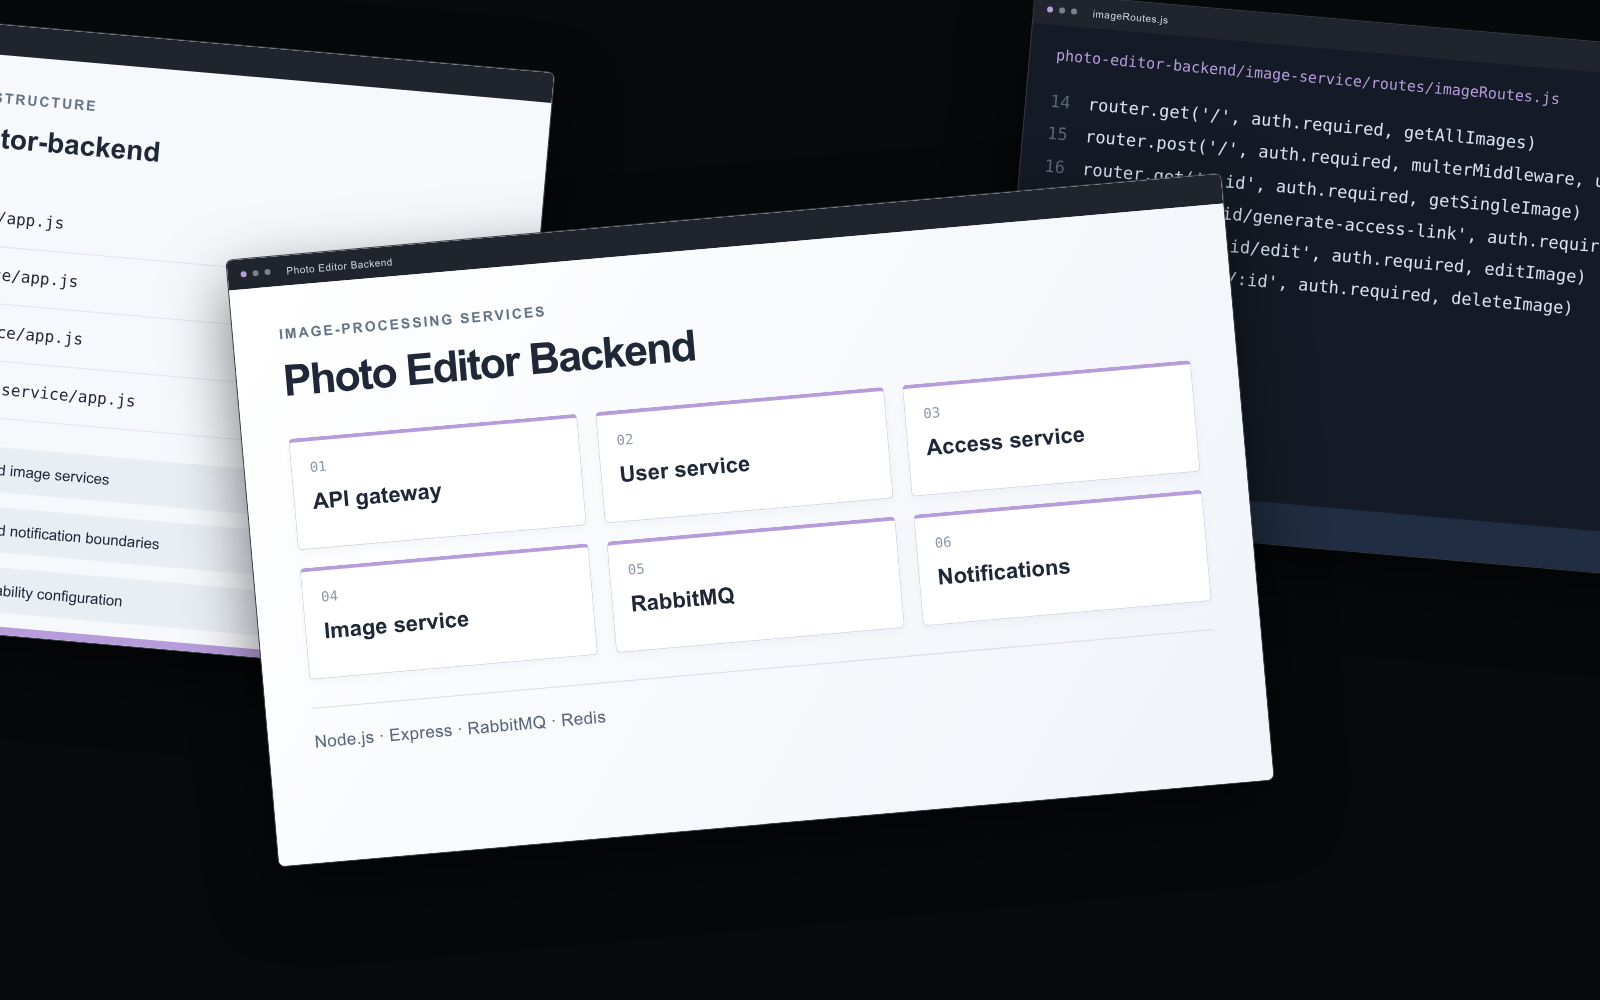 STRUCTURE
tor-backend
/app.js
e/app.js
ce/app.js
service/app.js
d image services
d notification boundaries
ability configuration
Photo Editor Backend
IMAGE-PROCESSING SERVICES
Photo Editor Backend
01
API gateway
02
User service
03
Access service
04
Image service
05
RabbitMQ
06
Notifications
Node.js · Express · RabbitMQ · Redis
imageRoutes.js
photo-editor-backend/image-service/routes/imageRoutes.js
14 router.get('/', auth.required, getAllImages)
15 router.post('/', auth.required, multerMiddleware, u
16 router.get('/:id', auth.required, getSingleImage)
id/generate-access-link', auth.requir
id/edit', auth.required, editImage)
/:id', auth.required, deleteImage)